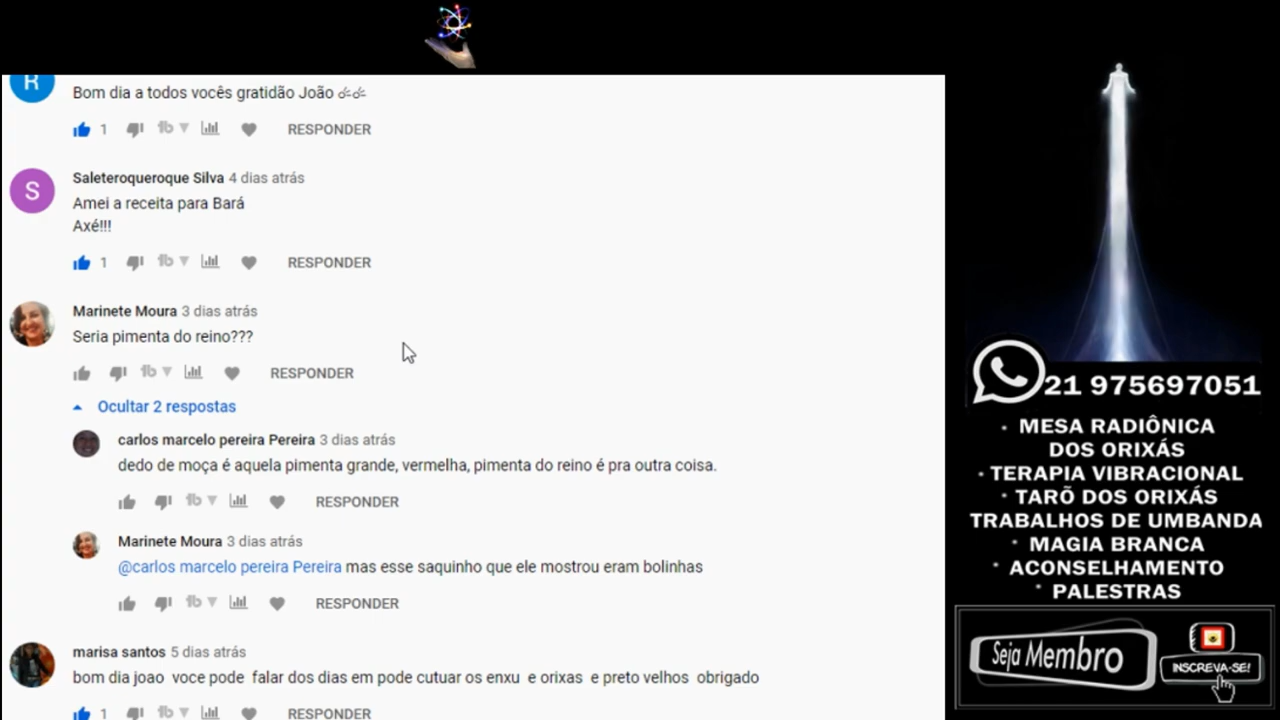 R
Bom dia a todos vocês gratidão João
1 RESPONDER
S
Saleteroqueroque Silva 4 dias atrás
Amei a receita para Bará
Axé!!!
1 RESPONDER
Marinete Moura 3 dias atrás
Seria pimenta do reino???
RESPONDER
Ocultar 2 respostas
carlos marcelo pereira Pereira 3 dias atrás
dedo de moça é aquela pimenta grande, vermelha, pimenta do reino é pra outra coisa.
RESPONDER
Marinete Moura 3 dias atrás
@carlos marcelo pereira Pereira mas esse saquinho que ele mostrou eram bolinhas
RESPONDER
marisa santos 5 dias atrás
bom dia joao voce pode falar dos dias em pode cutuar os enxu e orixas e preto velhos obrigado
1 RESPONDER
21 975697051
• MESA RADIÔNICA
DOS ORIXÁS
• TERAPIA VIBRACIONAL
* TARÕ DOS ORIXÁS
TRABALHOS DE UMBANDA
* MAGIA BRANCA
* ACONSELHAMENTO
* PALESTRAS
Seja Membro
INSCREVA-SE!